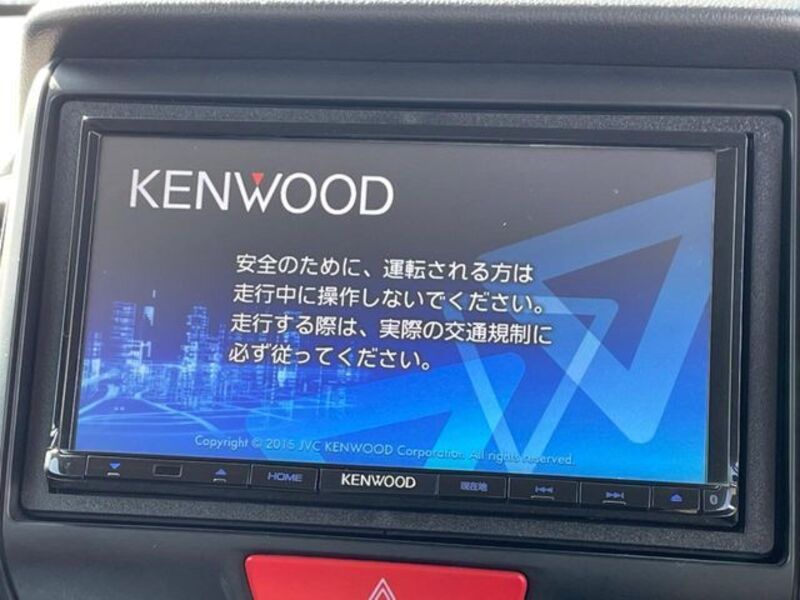 KENWOOD
安全のために、運転される方は
走行中に操作しないでください。
走行する際は、実際の交通規制に
必ず従ってください。
Copyright © 2015 JVC KENWOOD Corporation All rights reserved.
HOME
KENWOOD
現在地